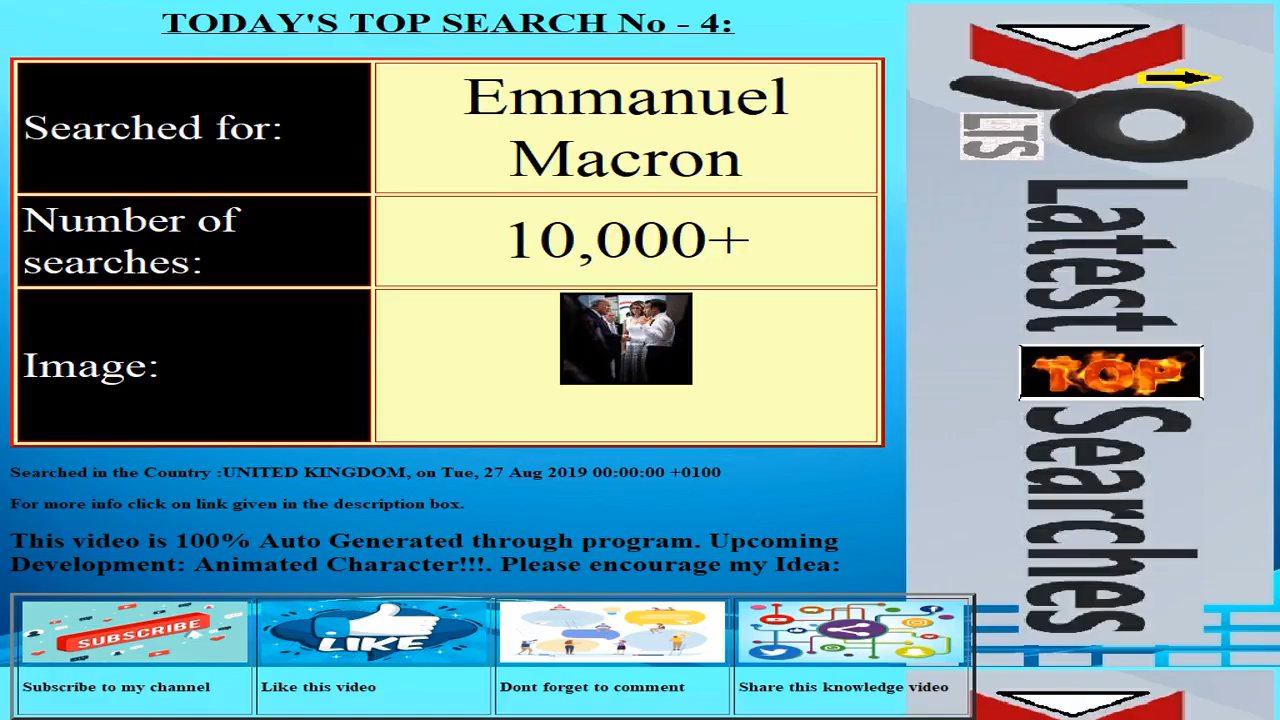 TODAY'S TOP SEARCH No - 4:
Searched for:
Emmanuel
Macron
Number of
searches:
10,000+
Image:
Searched in the Country :UNITED KINGDOM, on Tue, 27 Aug 2019 00:00:00 +0100
For more info click on link given in the description box.
This video is 100% Auto Generated through program. Upcoming
Development: Animated Character!!!. Please encourage my Idea:
SUBSCRIBE
LIKE
Subscribe to my channel
Like this video
Dont forget to comment
Share this knowledge video
LTS
Latest
TOP
Searches